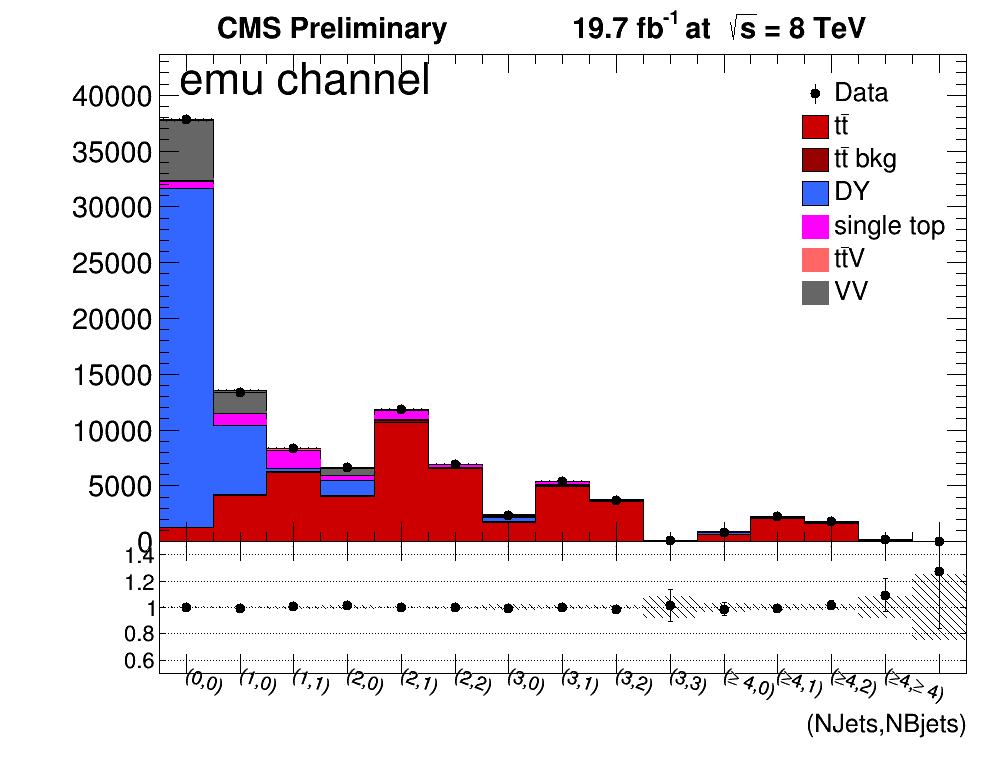 CMS Preliminary 19.7 fb⁻¹ at √s = 8 TeV
emu channel
40000
35000
30000
25000
20000
15000
10000
5000
0
Data
tt̄
tt̄ bkg
DY
single top
tt̄V
VV
1.4
1.2
1
0.8
0.6
(0,0) (1,0) (1,1) (2,0) (2,1) (2,2) (3,0) (3,1) (3,2) (3,3) (≥ 4,0) (≥4,1) (≥4,2) (≥4,≥ 4)
(NJets,NBjets)